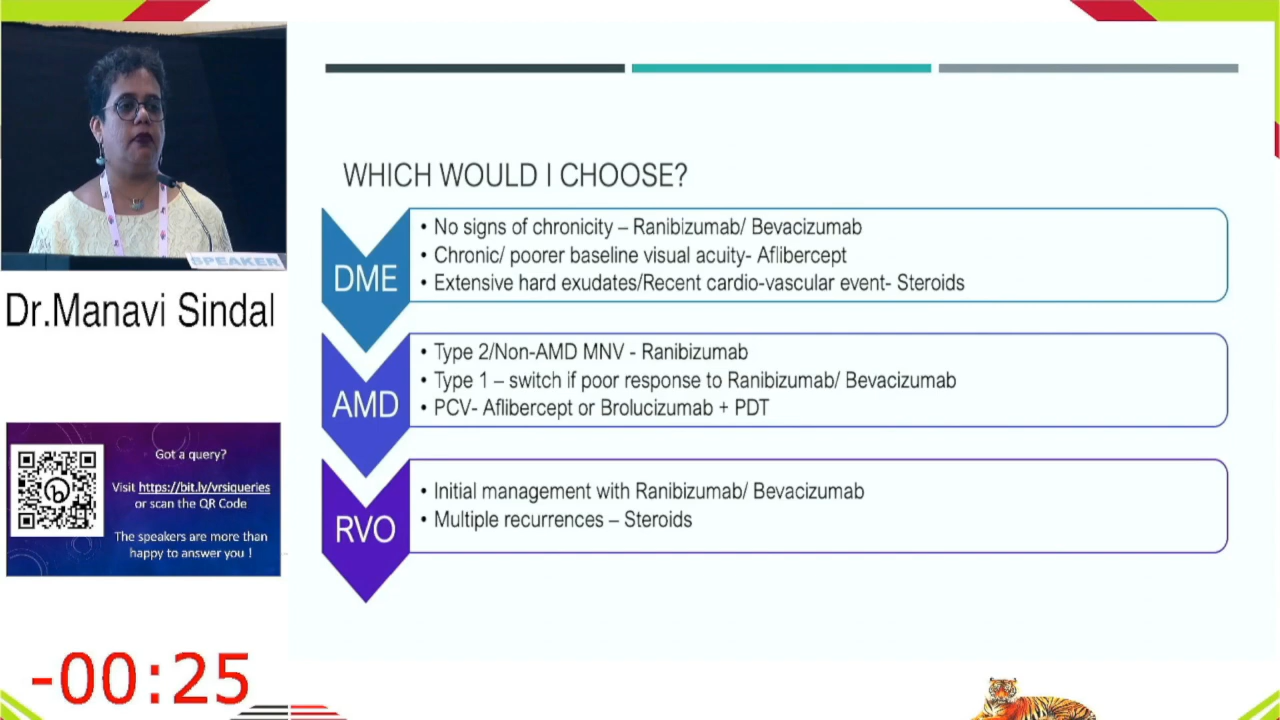 SPEAKER
Dr.Manavi Sindal
Got a query?
Visit https://bit.ly/vrsiqueries
or scan the QR Code
The speakers are more than
happy to answer you !
-00:25
WHICH WOULD I CHOOSE?
DME
• No signs of chronicity – Ranibizumab/ Bevacizumab
• Chronic/ poorer baseline visual acuity- Aflibercept
• Extensive hard exudates/Recent cardio-vascular event- Steroids
AMD
• Type 2/Non-AMD MNV - Ranibizumab
• Type 1 – switch if poor response to Ranibizumab/ Bevacizumab
• PCV- Aflibercept or Brolucizumab + PDT
RVO
• Initial management with Ranibizumab/ Bevacizumab
• Multiple recurrences – Steroids